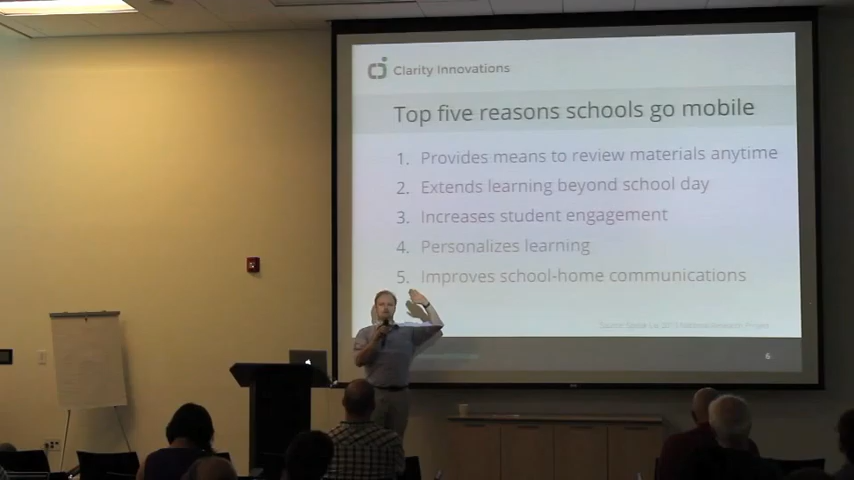 Clarity Innovations
Top five reasons schools go mobile
1. Provides means to review materials anytime
2. Extends learning beyond school day
3. Increases student engagement
4. Personalizes learning
5. Improves school-home communications
6